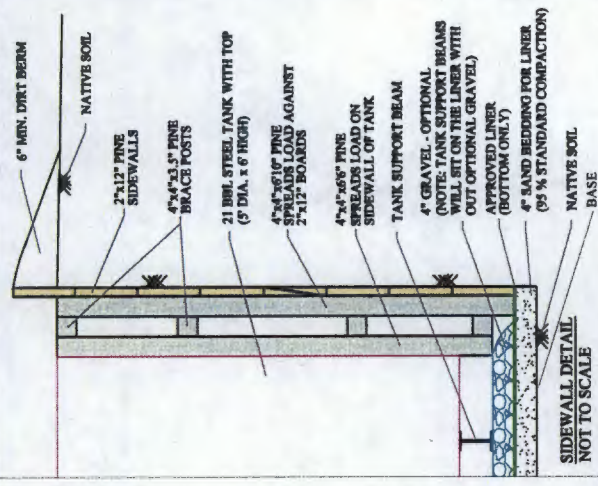 6" MIN. DIRT BERM
NATIVE SOIL
2"x12" PINE
SIDEWALLS
4"x4"x3.5" PINE
BRACE POSTS
21 BBL STEEL TANK WITH TOP
(5' DIA. x 6' HIGH)
4"x4"x6'10" PINE
SPREADS LOAD AGAINST
2"x12" BOARDS
4"x4"x6'6" PINE
SPREADS LOAD ON
SIDEWALL OF TANK
TANK SUPPORT BEAM
4" GRAVEL - OPTIONAL
(NOTE: TANK SUPPORT BEAMS
WILL SIT ON THE LINER WITH
OUT OPTIONAL GRAVEL)
APPROVED LINER
(BOTTOM ONLY)
4" SAND BEDDING FOR LINER
(95 % STANDARD COMPACTION)
NATIVE SOIL
BASE
SIDEWALL DETAIL
NOT TO SCALE